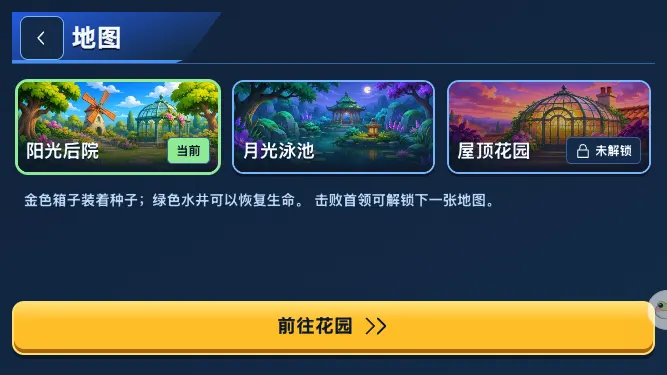 地图
阳光后院
当前
月光泳池
屋顶花园
未解锁
金色箱子装着种子；绿色水井可以恢复生命。 击败首领可解锁下一张地图。
前往花园